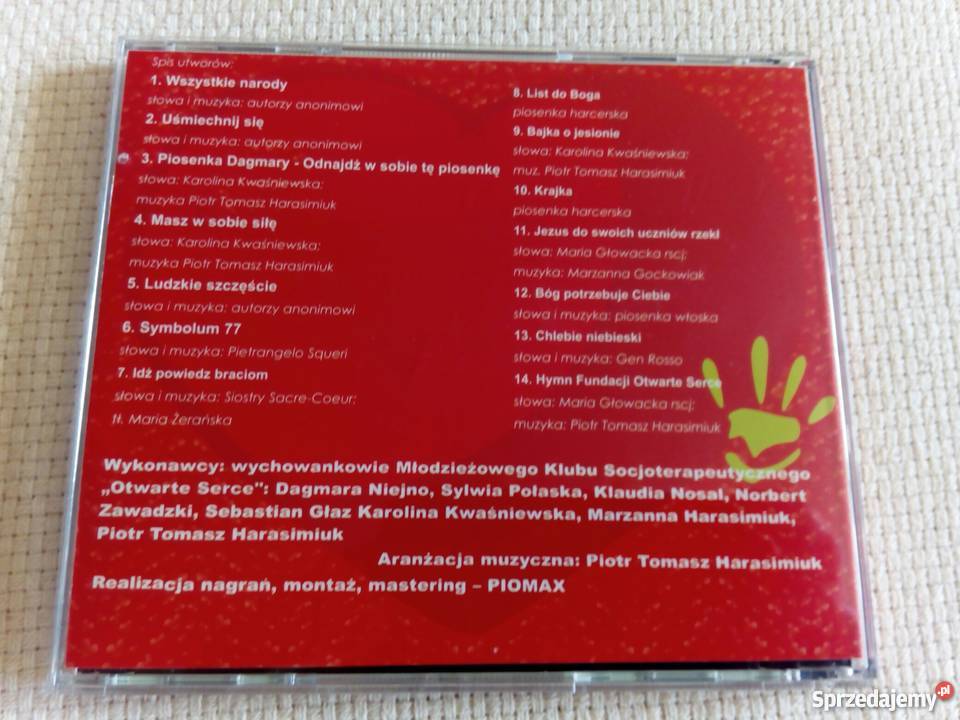 Spis utworów:
1. Wszystkie narody
słowa i muzyka: autorzy anonimowi
2. Uśmiechnij się
słowa i muzyka: autorzy anonimowi
3. Piosenka Dagmary - Odnajdź w sobie tę piosenkę
słowa: Karolina Kwaśniewska;
muzyka Piotr Tomasz Harasimiuk
4. Masz w sobie siłę
słowa: Karolina Kwaśniewska;
muzyka Piotr Tomasz Harasimiuk
5. Ludzkie szczęście
słowa i muzyka: autorzy anonimowi
6. Symbolum 77
słowa i muzyka: Pietrangelo Squeri
7. Idź powiedz braciom
słowa i muzyka: Siostry Sacre-Coeur;
tł. Maria Żerańska
8. List do Boga
piosenka harcerska
9. Bajka o jesionie
słowa: Karolina Kwaśniewska;
muz. Piotr Tomasz Harasimiuk
10. Krajka
piosenka harcerska
11. Jezus do swoich uczniów rzekł
słowa: Maria Głowacka rscj;
muzyka: Marzanna Gockowiak
12. Bóg potrzebuje Ciebie
słowa i muzyka: piosenka włoska
13. Chlebie niebieski
słowa i muzyka: Gen Rosso
14. Hymn Fundacji Otwarte Serce
słowa: Maria Głowacka rscj;
muzyka: Piotr Tomasz Harasimiuk
Wykonawcy: wychowankowie Młodzieżowego Klubu Socjoterapeutycznego
„Otwarte Serce": Dagmara Niejno, Sylwia Polaska, Klaudia Nosal, Norbert
Zawadzki, Sebastian Głaz Karolina Kwaśniewska, Marzanna Harasimiuk,
Piotr Tomasz Harasimiuk
Aranżacja muzyczna: Piotr Tomasz Harasimiuk
Realizacja nagrań, montaż, mastering – PIOMAX
Sprzedajemy.pl